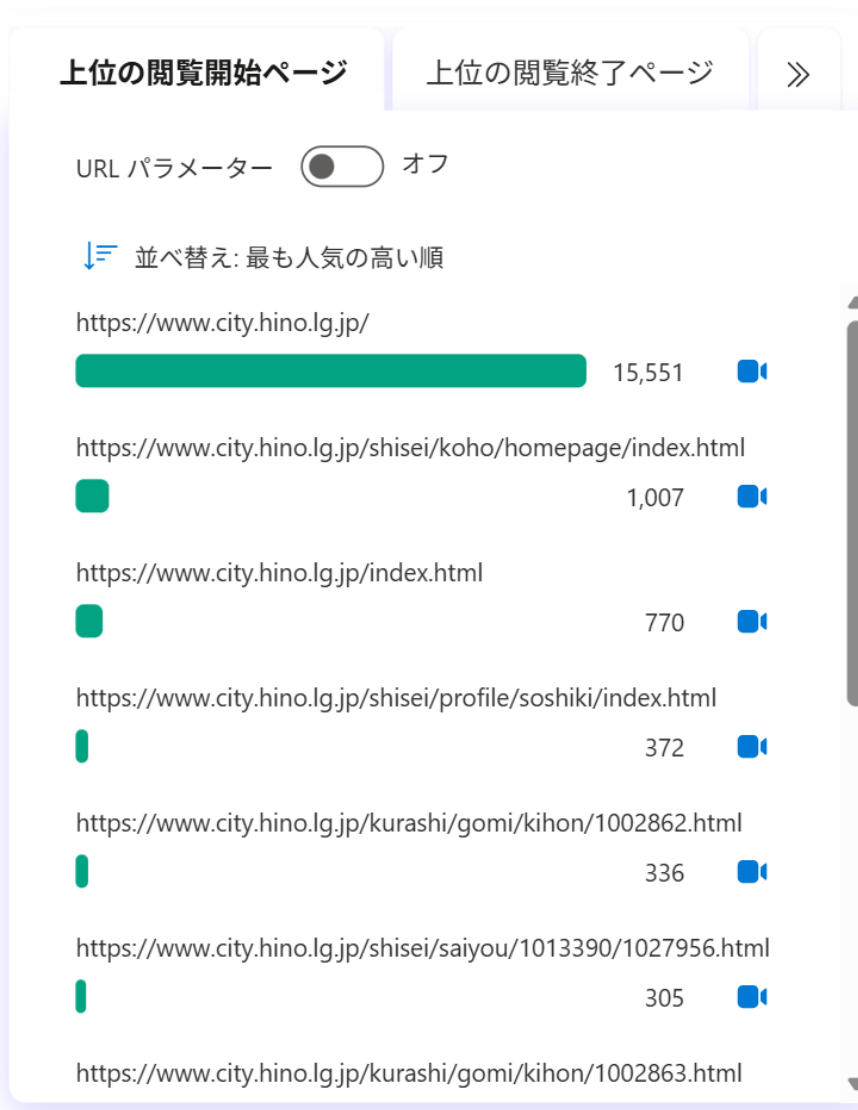 上位の閲覧開始ページ
上位の閲覧終了ページ
URL パラメーター オフ
並べ替え: 最も人気の高い順
https://www.city.hino.lg.jp/
15,551
https://www.city.hino.lg.jp/shisei/koho/homepage/index.html
1,007
https://www.city.hino.lg.jp/index.html
770
https://www.city.hino.lg.jp/shisei/profile/soshiki/index.html
372
https://www.city.hino.lg.jp/kurashi/gomi/kihon/1002862.html
336
https://www.city.hino.lg.jp/shisei/saiyou/1013390/1027956.html
305
https://www.city.hino.lg.jp/kurashi/gomi/kihon/1002863.html